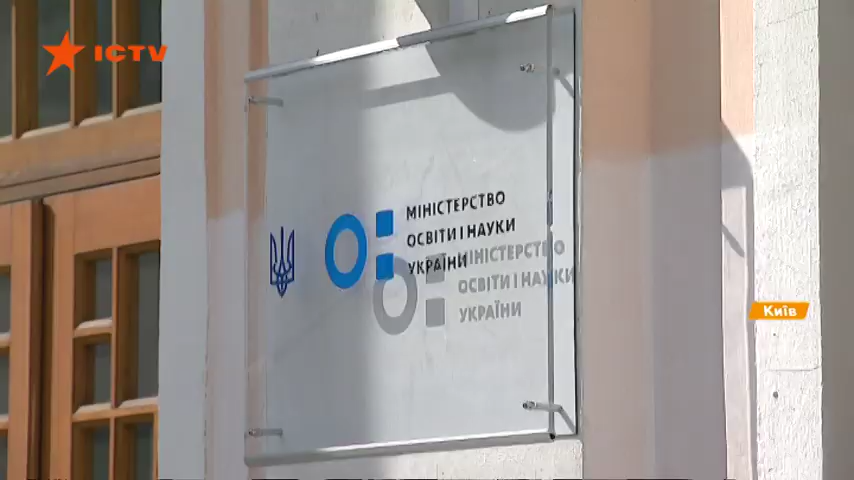 ICTV
МІНІСТЕРСТВО
ОСВІТИ І НАУКИ
УКРАЇНИ
МІНІСТЕРСТВО
ОСВІТИ І НАУКИ
УКРАЇНИ
Київ